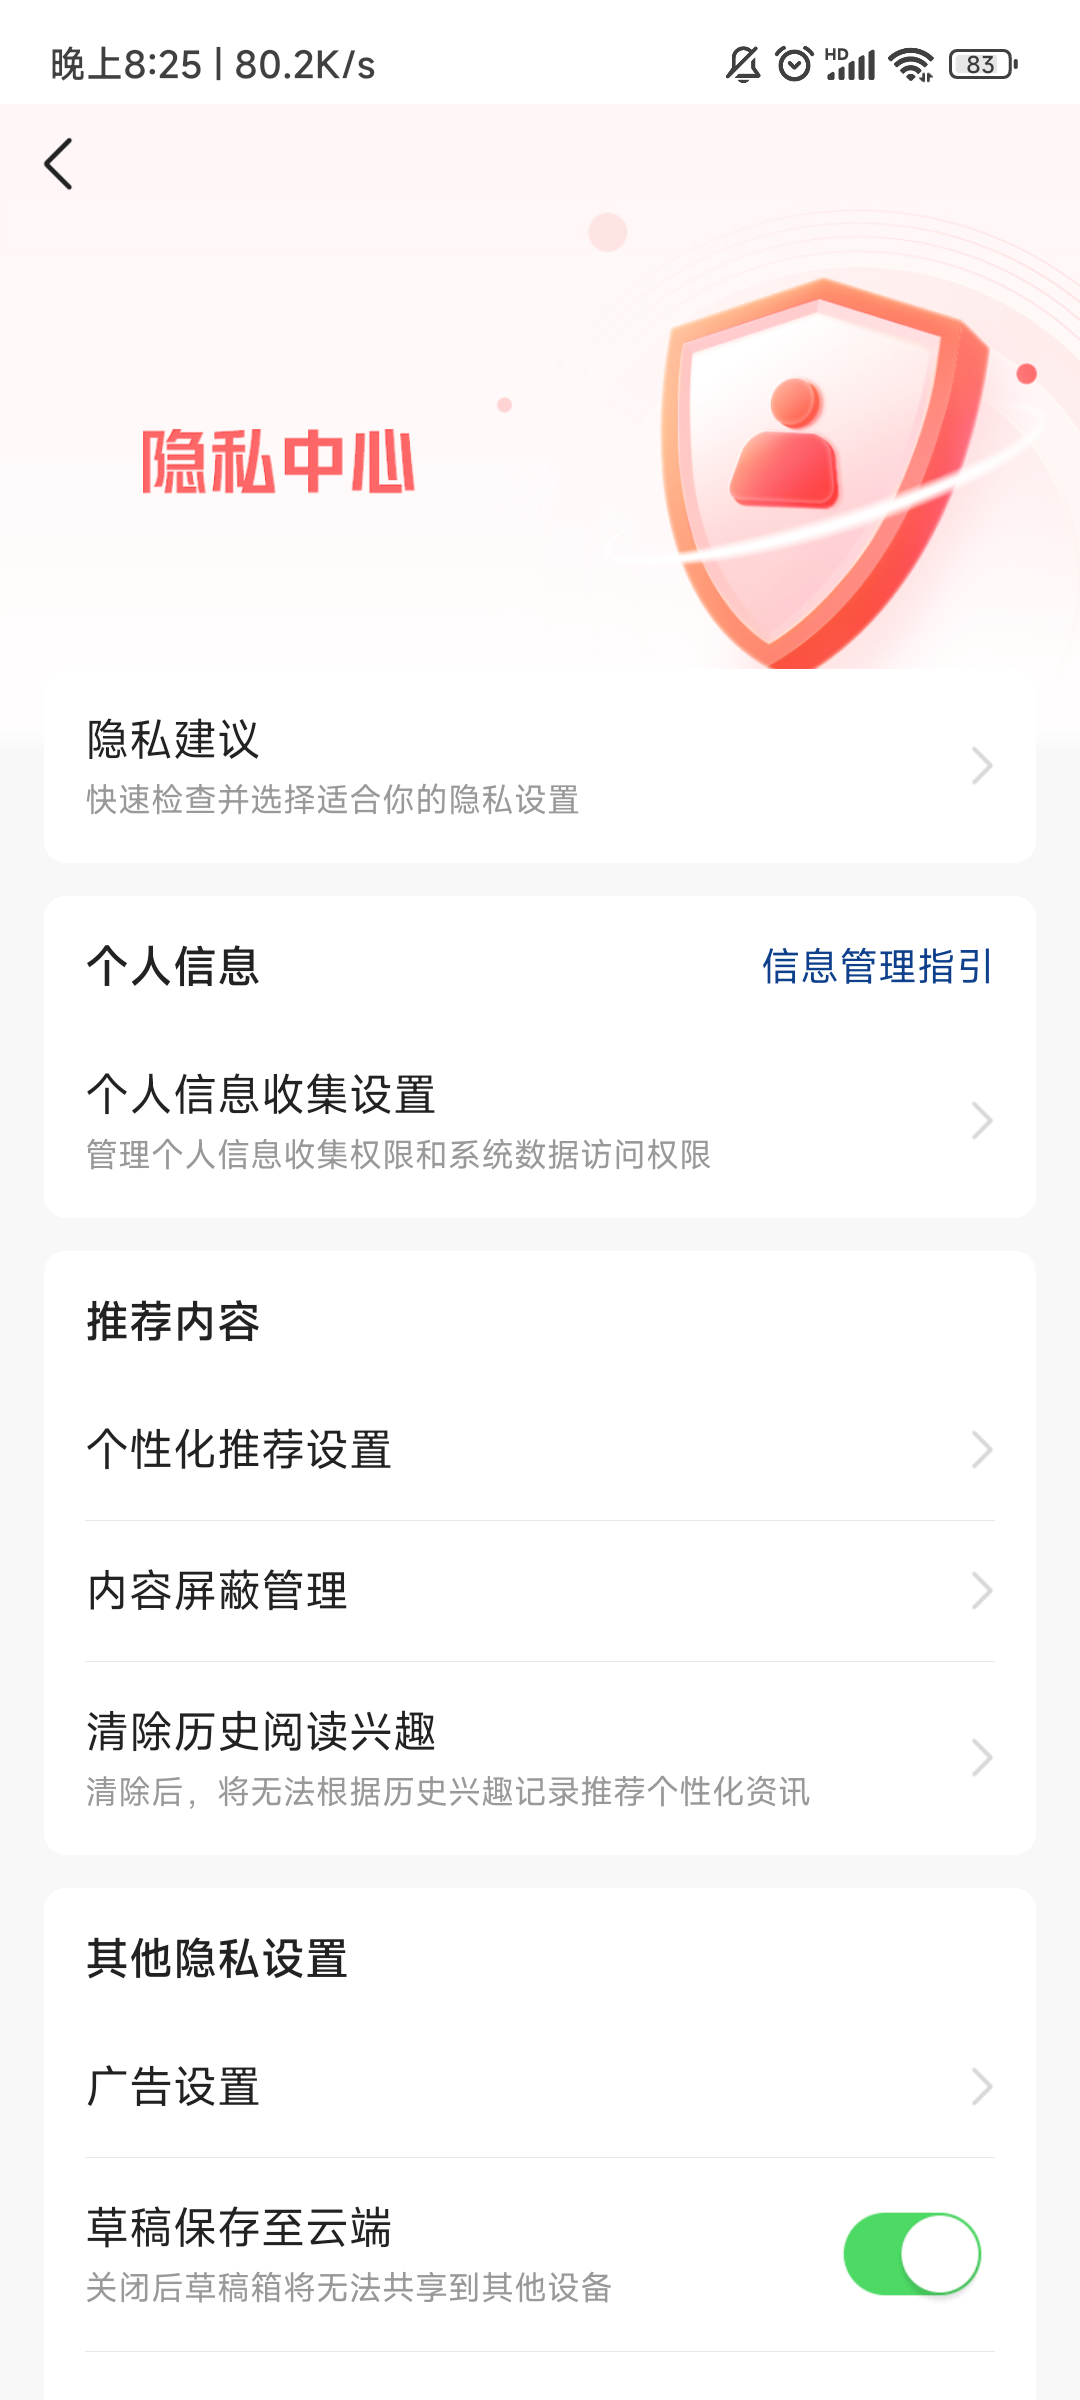 晚上8:25 | 80.2K/s
HD
83
隐私中心
隐私建议
快速检查并选择适合你的隐私设置
个人信息
信息管理指引
个人信息收集设置
管理个人信息收集权限和系统数据访问权限
推荐内容
个性化推荐设置
内容屏蔽管理
清除历史阅读兴趣
清除后，将无法根据历史兴趣记录推荐个性化资讯
其他隐私设置
广告设置
草稿保存至云端
关闭后草稿箱将无法共享到其他设备